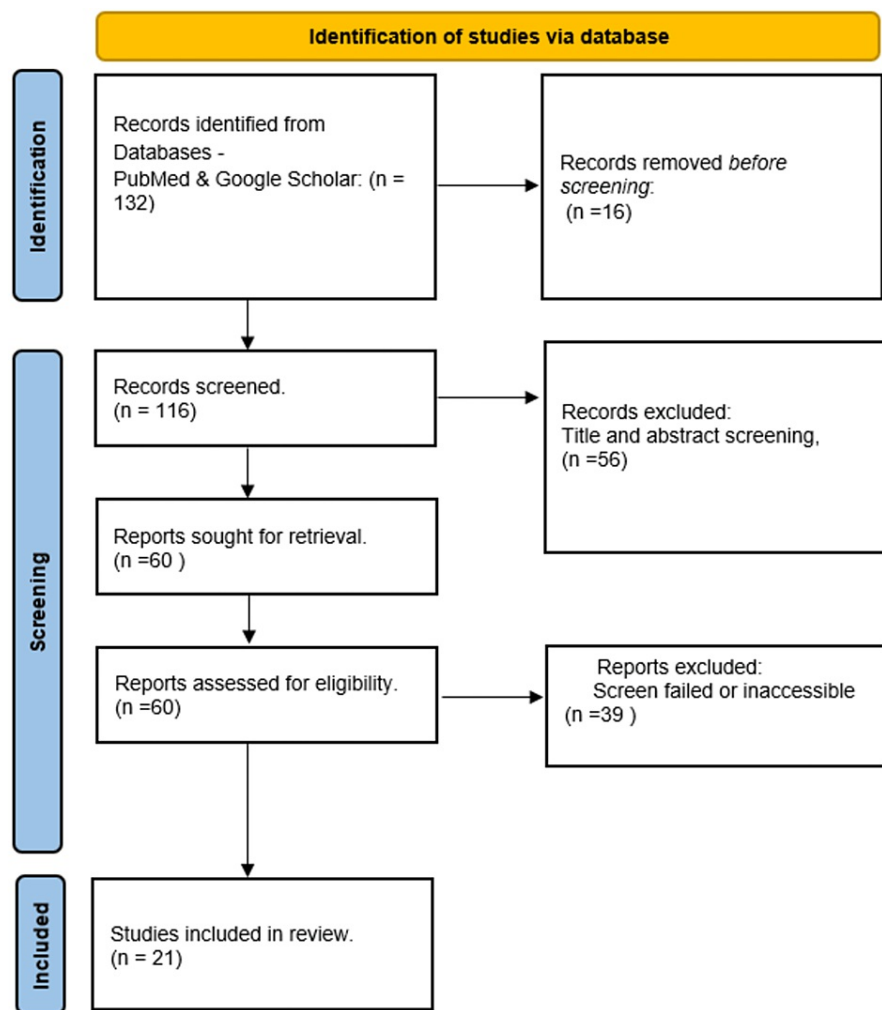 Identification of studies via database
Identification
Records identified from
Databases -
PubMed & Google Scholar: (n =
132)
Records removed before
screening:
(n =16)
Screening
Records screened.
(n = 116)
Records excluded:
Title and abstract screening,
(n =56)
Reports sought for retrieval.
(n =60 )
Reports assessed for eligibility.
(n =60)
Reports excluded:
Screen failed or inaccessible
(n =39 )
Included
Studies included in review.
(n = 21)